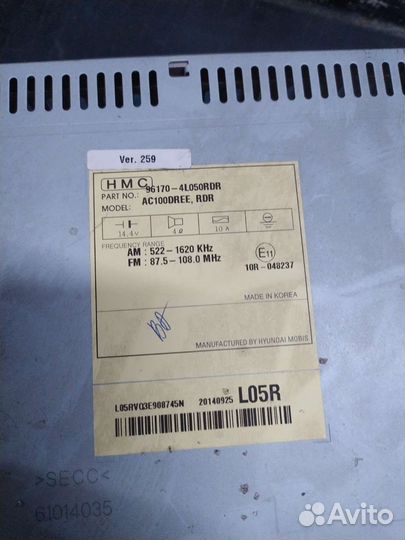 Ver. 259
HMC
PART NO.: 96170-4L050RDR
MODEL: AC100DREE, RDR
14.4V 4Ω 10A
FREQUENCY RANGE
AM : 522-1620 KHz
FM : 87.5-108.0 MHz
E11
10R-048237
MADE IN KOREA
MANUFACTURED BY HYUNDAI MOBIS
L05RV03E900745N 20140925 L05R
>SECC<
61014035
Avito